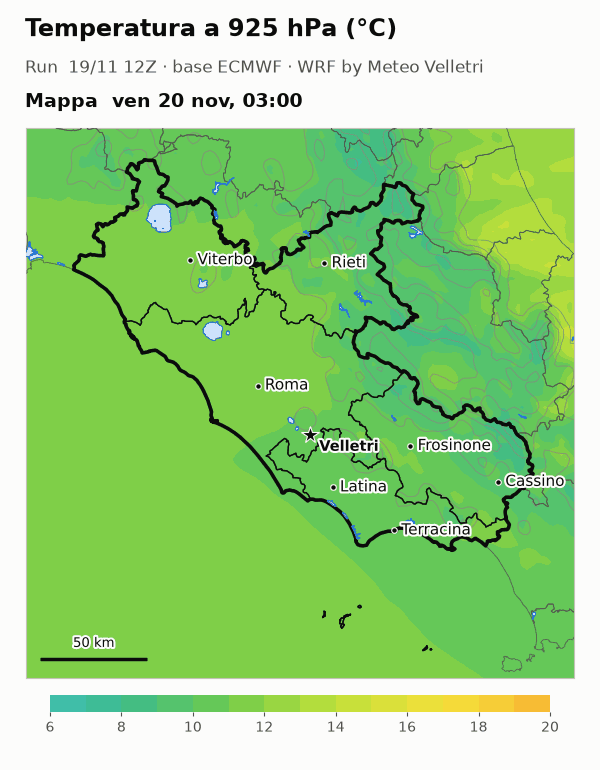 Temperatura a 925 hPa (°C)
Run  19/11 12Z · base ECMWF · WRF by Meteo Velletri
Mappa  ven 20 nov, 03:00
Viterbo
Rieti
Roma
Velletri
Frosinone
Cassino
Latina
Terracina
50 km
6 8 10 12 14 16 18 20